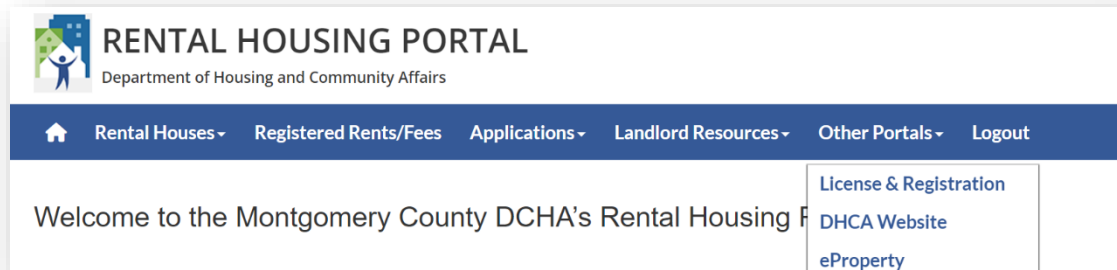 RENTAL HOUSING PORTAL
Department of Housing and Community Affairs
Rental Houses Registered Rents/Fees Applications Landlord Resources Other Portals Logout
License & Registration
Welcome to the Montgomery County DCHA's Rental Housing
DHCA Website
eProperty